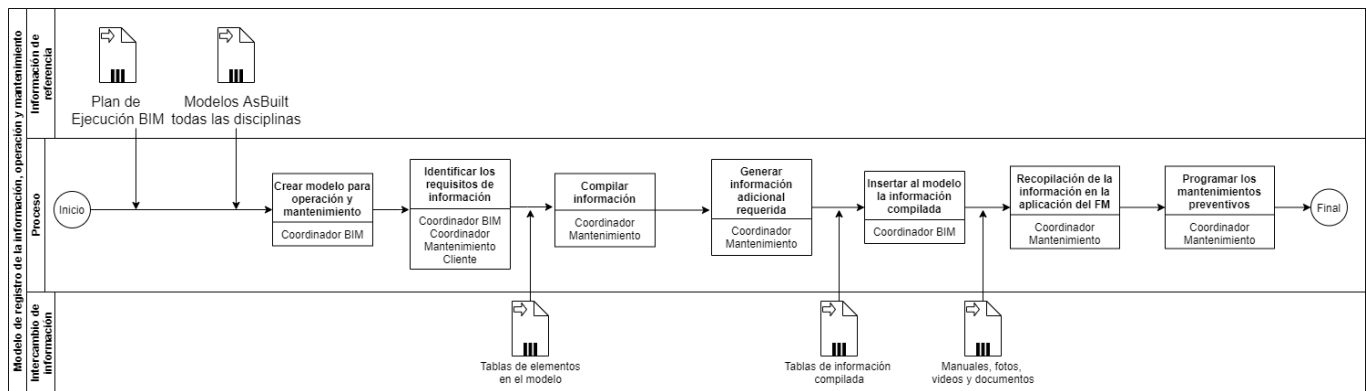 Modelo de registro de la información, operación y mantenimiento
Información de
referencia
Plan de
Ejecución BIM
Modelos AsBuilt
todas las disciplinas
Proceso
Inicio
Crear modelo para
operación y
mantenimiento
Coordinador BIM
Identificar los
requisitos de
información
Coordinador BIM
Coordinador
Mantenimiento
Cliente
Compilar
información
Coordinador
Mantenimiento
Generar
información
adicional
requerida
Coordinador
Mantenimiento
Insertar al modelo
la información
compilada
Coordinador BIM
Recopilación de la
información en la
aplicación del FM
Coordinador
Mantenimiento
Programar los
mantenimientos
preventivos
Coordinador
Mantenimiento
Final
Intercambio de
información
Tablas de elementos
en el modelo
Tablas de información
compilada
Manuales, fotos,
videos y documentos